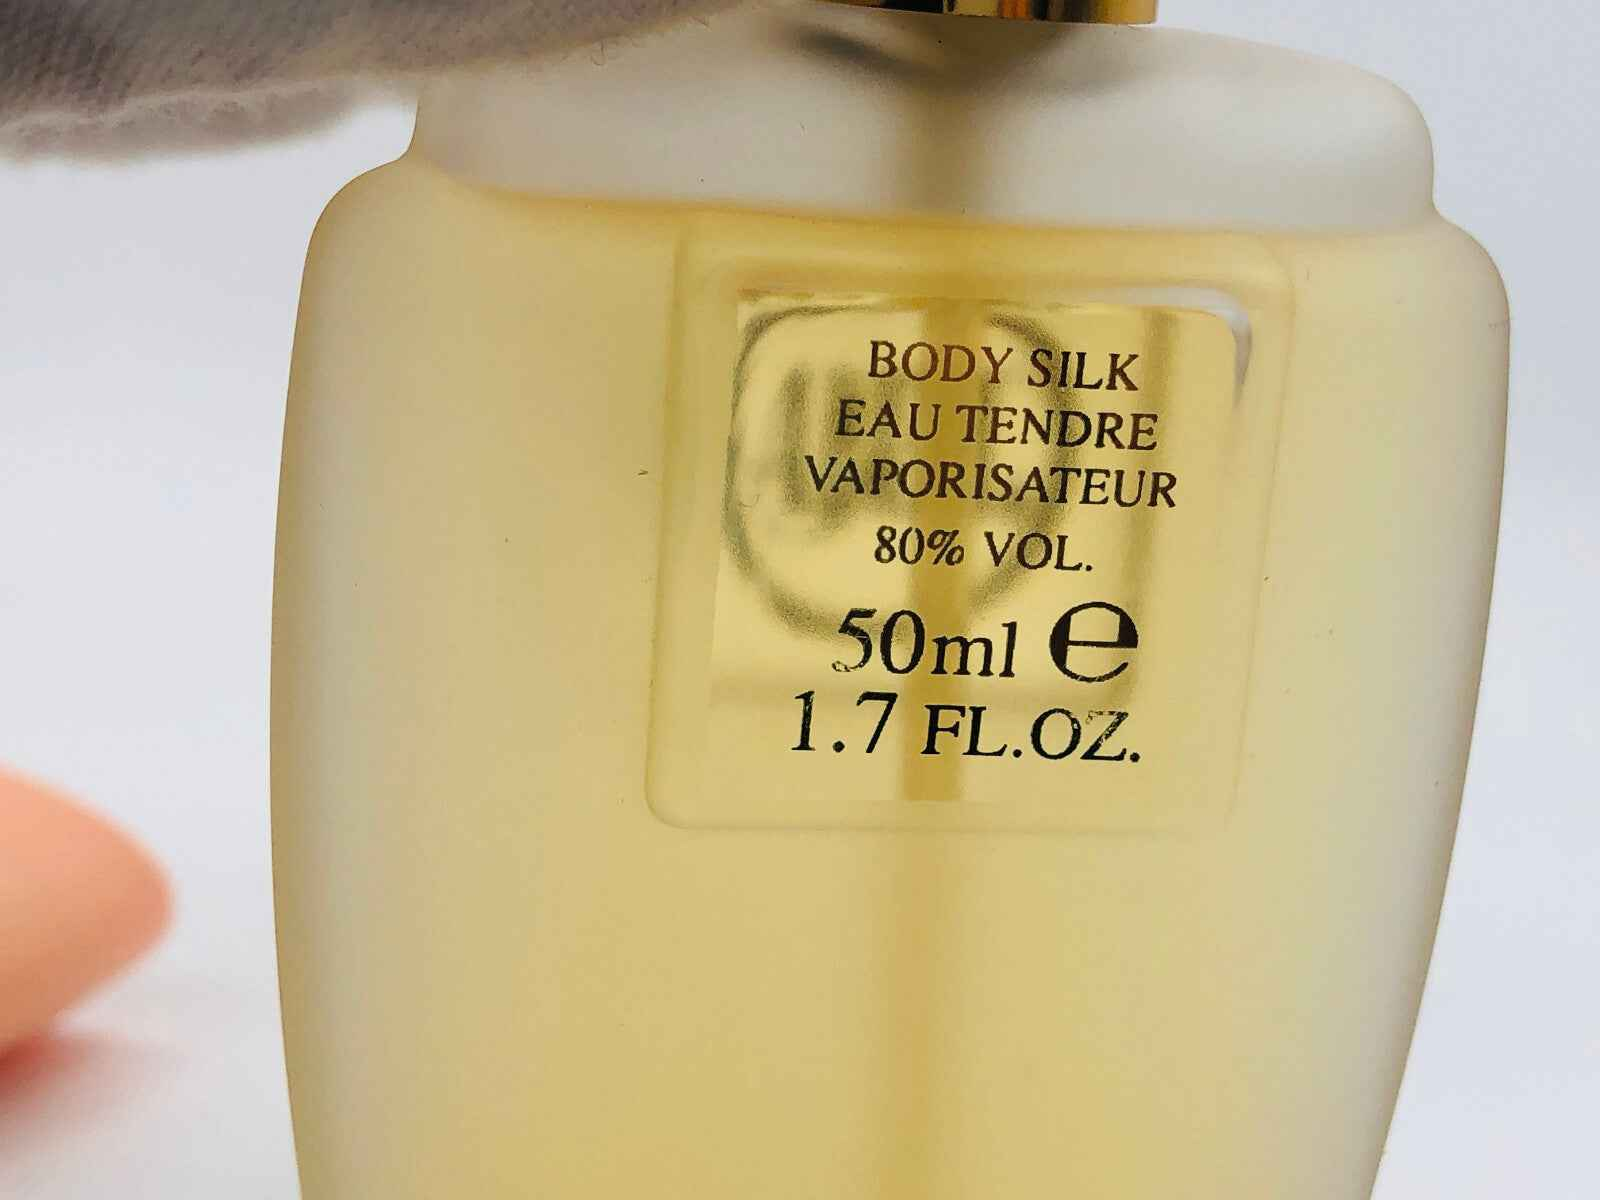 BODY SILK
EAU TENDRE
VAPORISATEUR
80% VOL.
50ml ℮
1.7 FL.OZ.